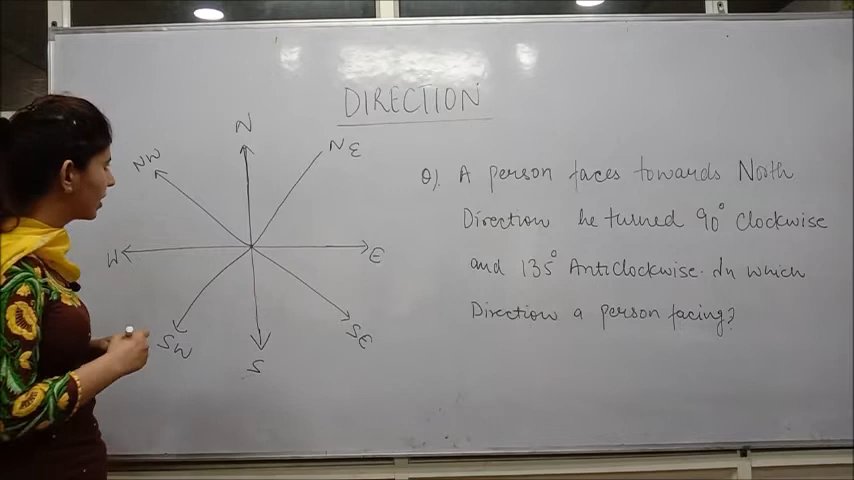 DIRECTION
N
NW
NE
W
E
SW
SE
S
Q). A person faces towards North
Direction he turned 90° Clockwise
and 135° Anticlockwise. In which
Direction a person facing?